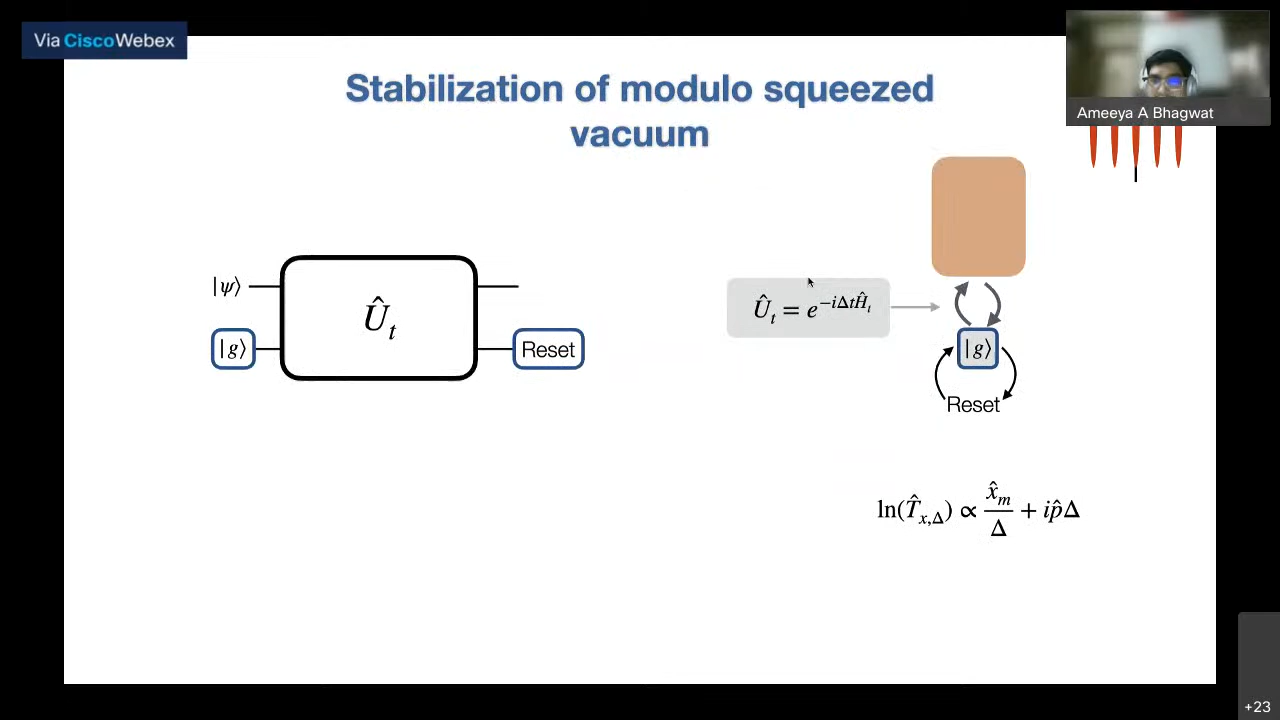 Via CiscoWebex
Stabilization of modulo squeezed
vacuum
Ameeya A Bhagwat
|ψ⟩
Û_t
|g⟩
Reset
Û_t = e^{-iΔtĤ_t}
|g⟩
Reset
ln(T̂_{x,Δ}) ∝ x̂_m/Δ + ip̂Δ
+23